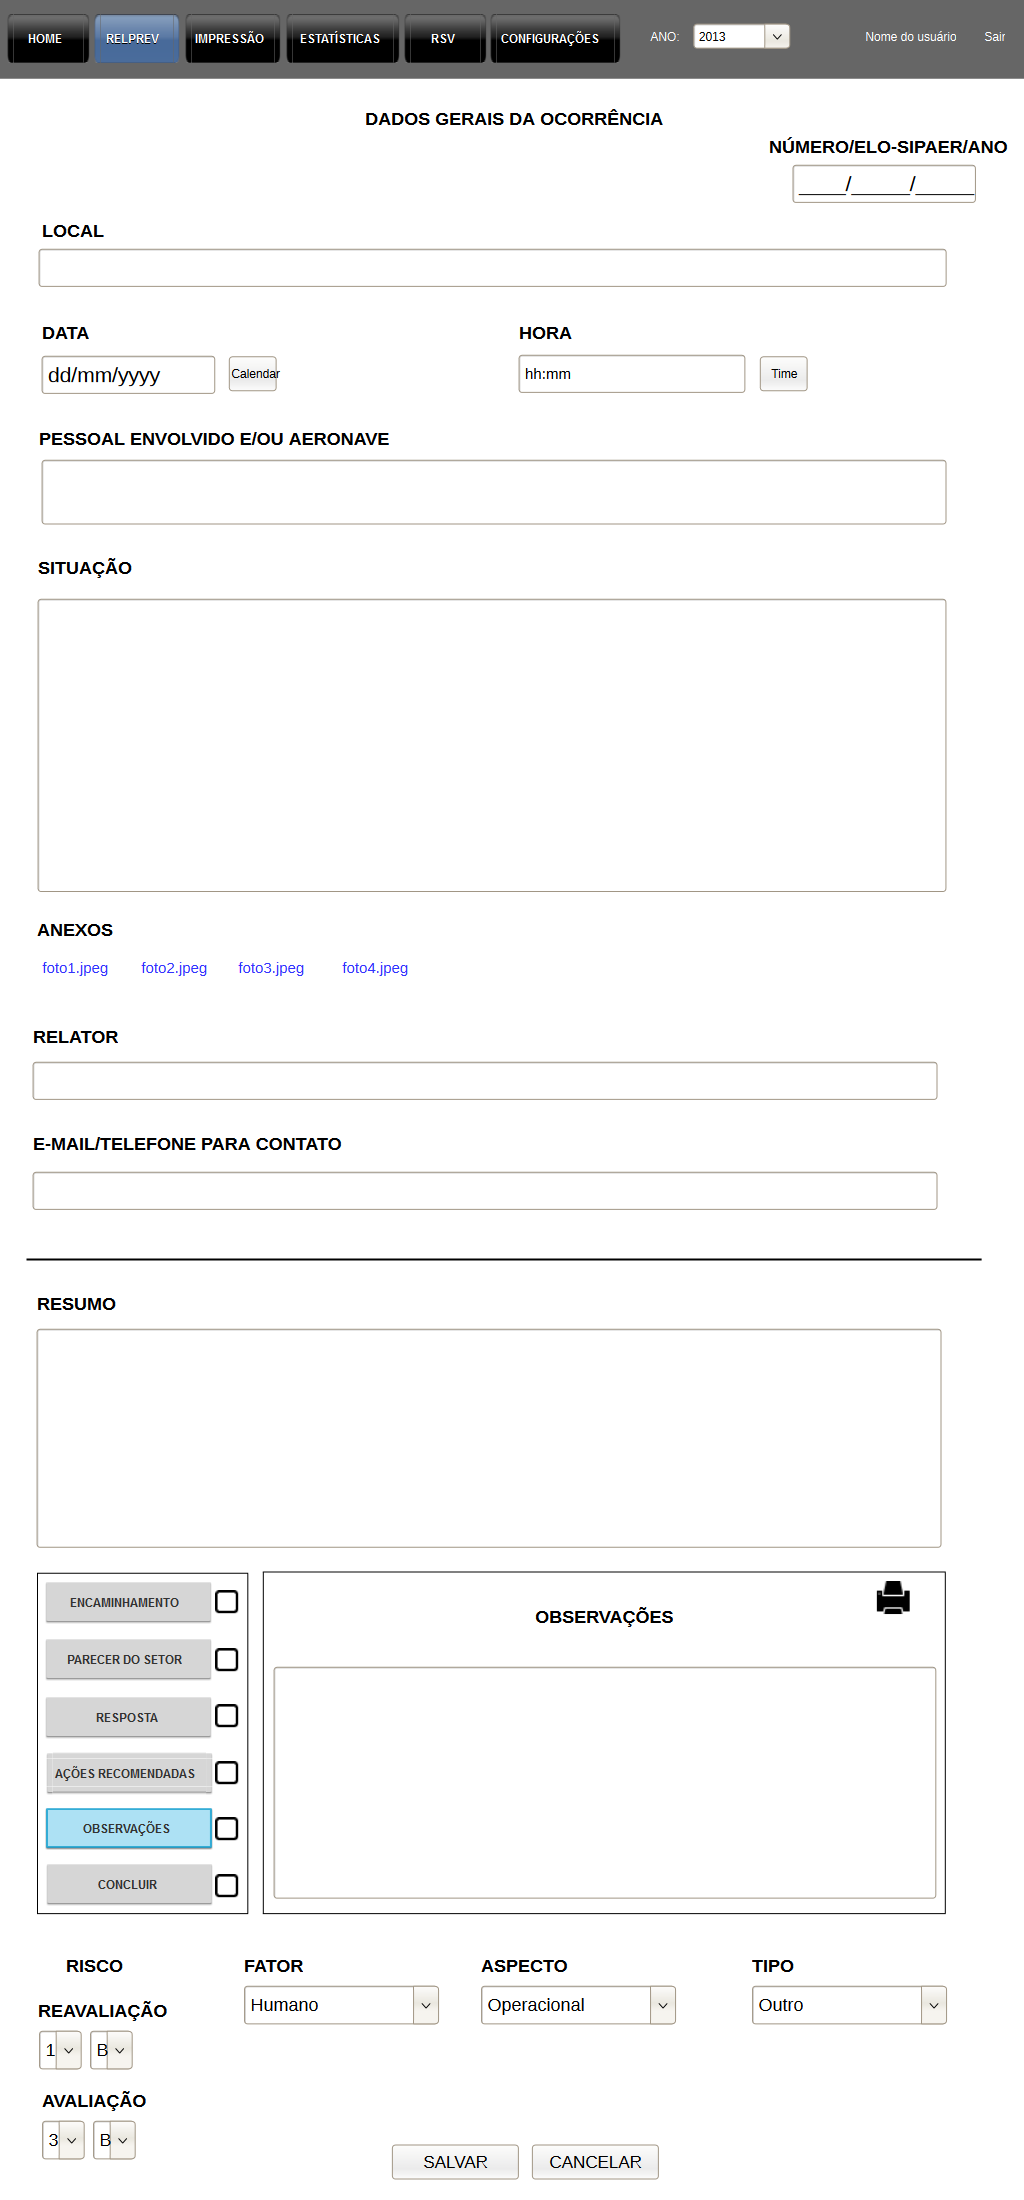 HOME RELPREV IMPRESSÃO ESTATÍSTICAS RSV CONFIGURAÇÕES ANO: 2013 Nome do usuário Sair
DADOS GERAIS DA OCORRÊNCIA
NÚMERO/ELO-SIPAER/ANO
____/_____/_____
LOCAL
DATA HORA
dd/mm/yyyy Calendar hh:mm Time
PESSOAL ENVOLVIDO E/OU AERONAVE
SITUAÇÃO
ANEXOS
foto1.jpeg foto2.jpeg foto3.jpeg foto4.jpeg
RELATOR
E-MAIL/TELEFONE PARA CONTATO
RESUMO
ENCAMINHAMENTO
OBSERVAÇÕES
PARECER DO SETOR
RESPOSTA
AÇÕES RECOMENDADAS
OBSERVAÇÕES
CONCLUIR
RISCO FATOR ASPECTO TIPO
Humano Operacional Outro
REAVALIAÇÃO
1 B
AVALIAÇÃO
3 B
SALVAR CANCELAR